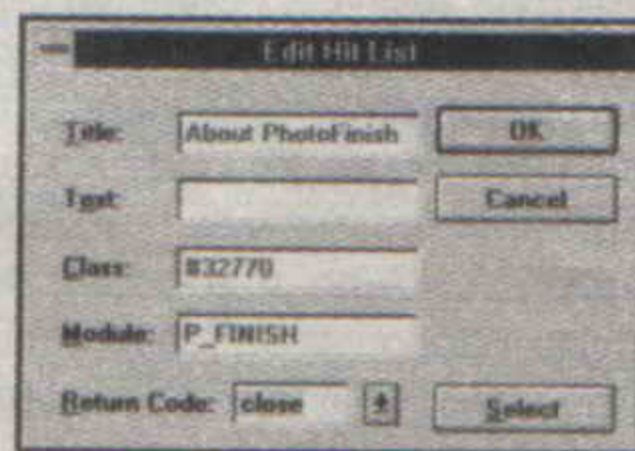 Edit Hit List
Title: About PhotoFinish OK
Text: Cancel
Class: #32770
Module: P_FINISH
Return Code: close Select